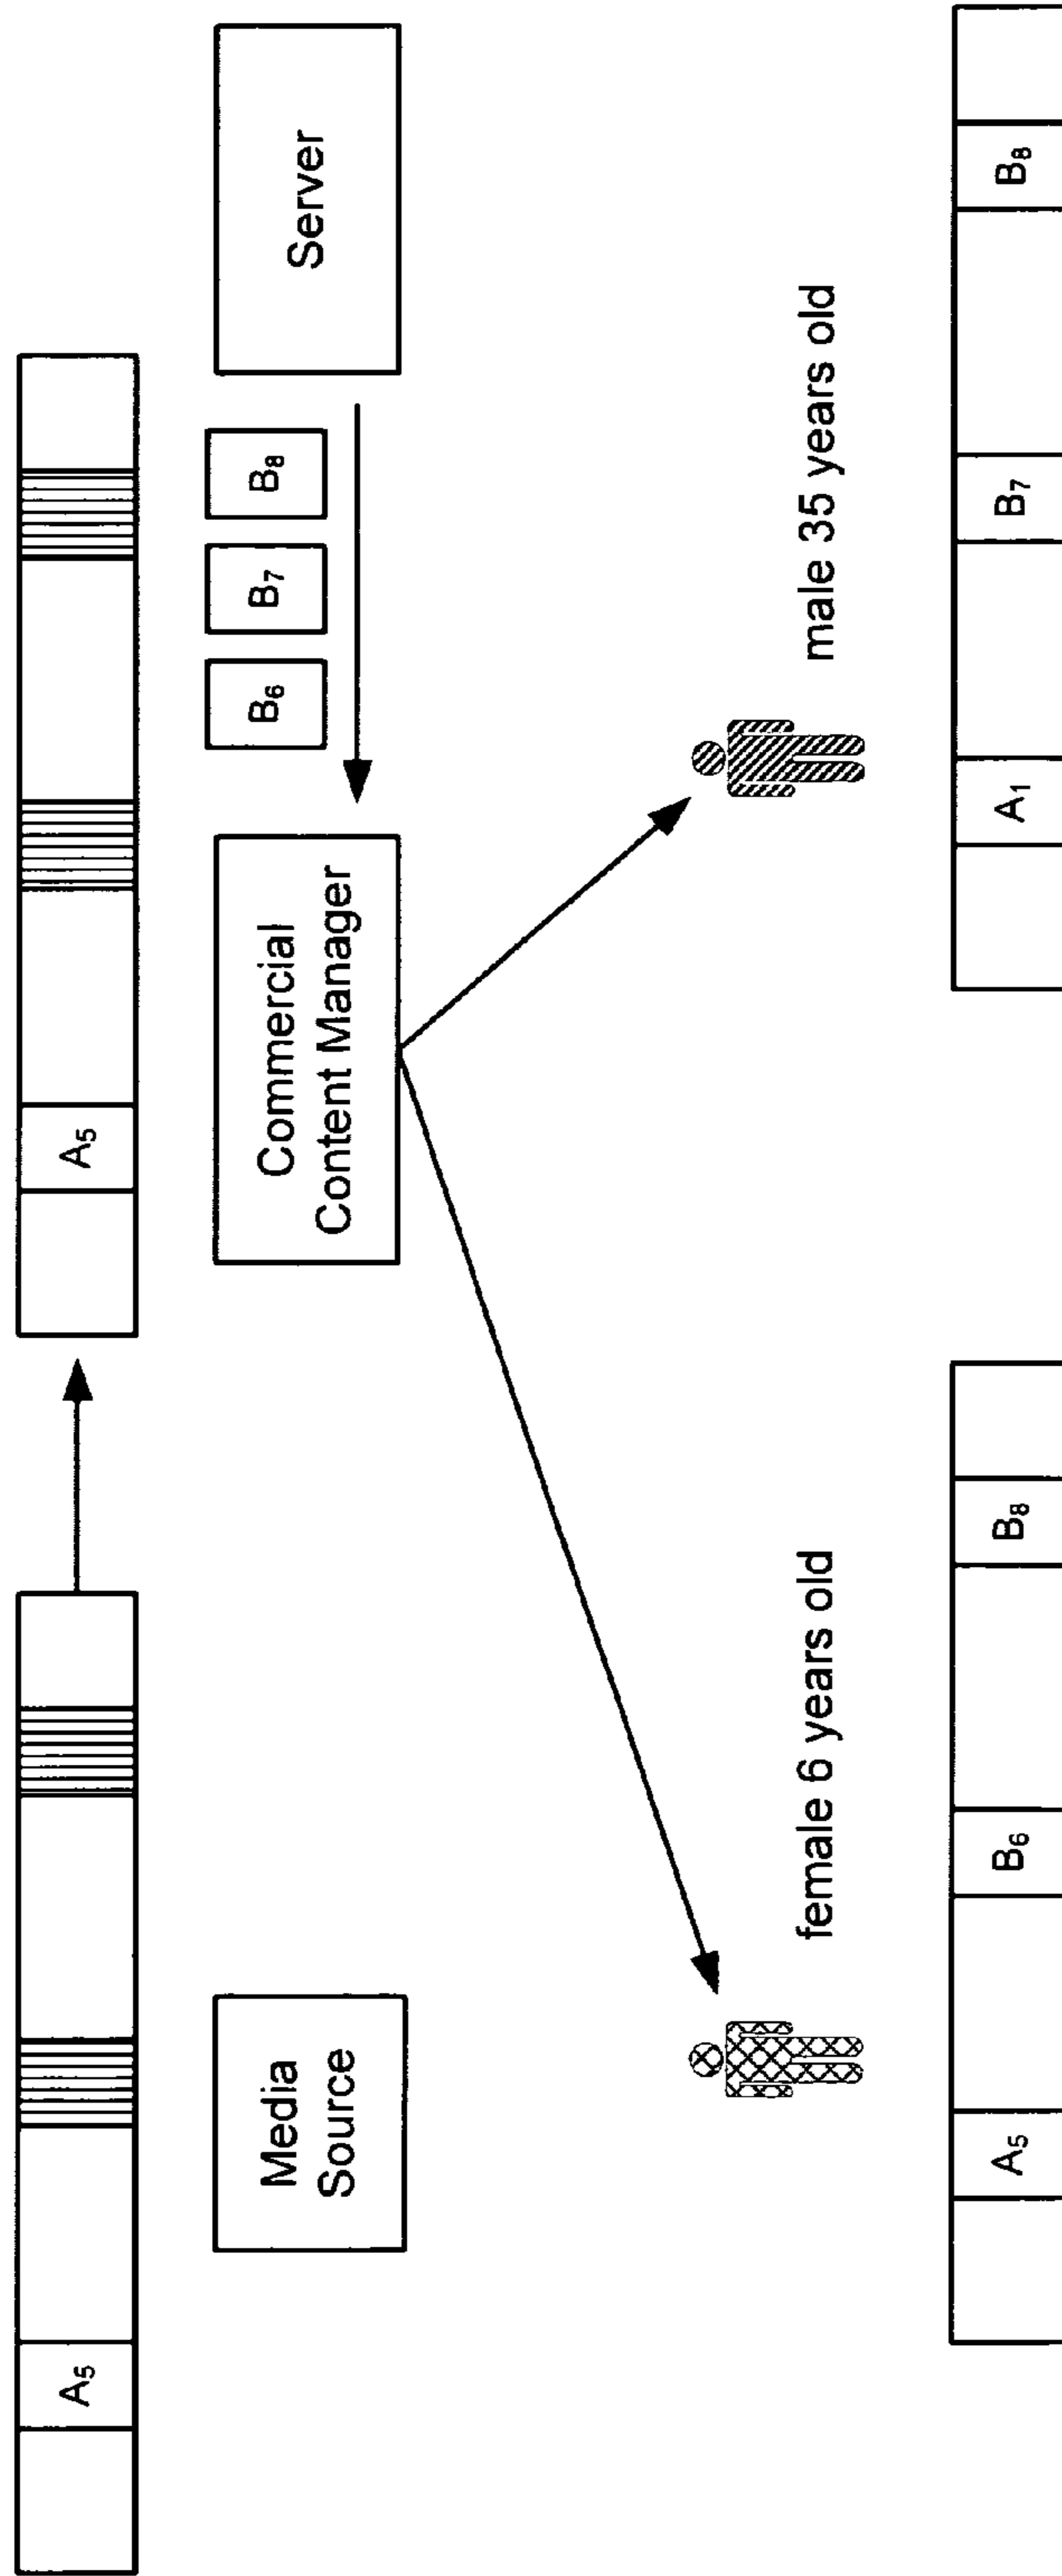 A5
A5
Media
Source
Commercial
Content Manager
B6
B7
B8
Server
female 6 years old
male 35 years old
A5
B6
B8
A1
B7
B8